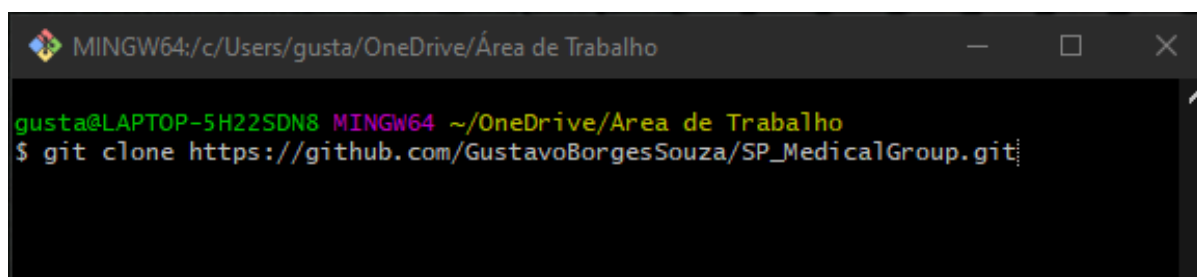 MINGW64:/c/Users/gusta/OneDrive/Área de Trabalho
gusta@LAPTOP-5H22SDN8 MINGW64 ~/OneDrive/Área de Trabalho
$ git clone https://github.com/GustavoBorgesSouza/SP_MedicalGroup.git